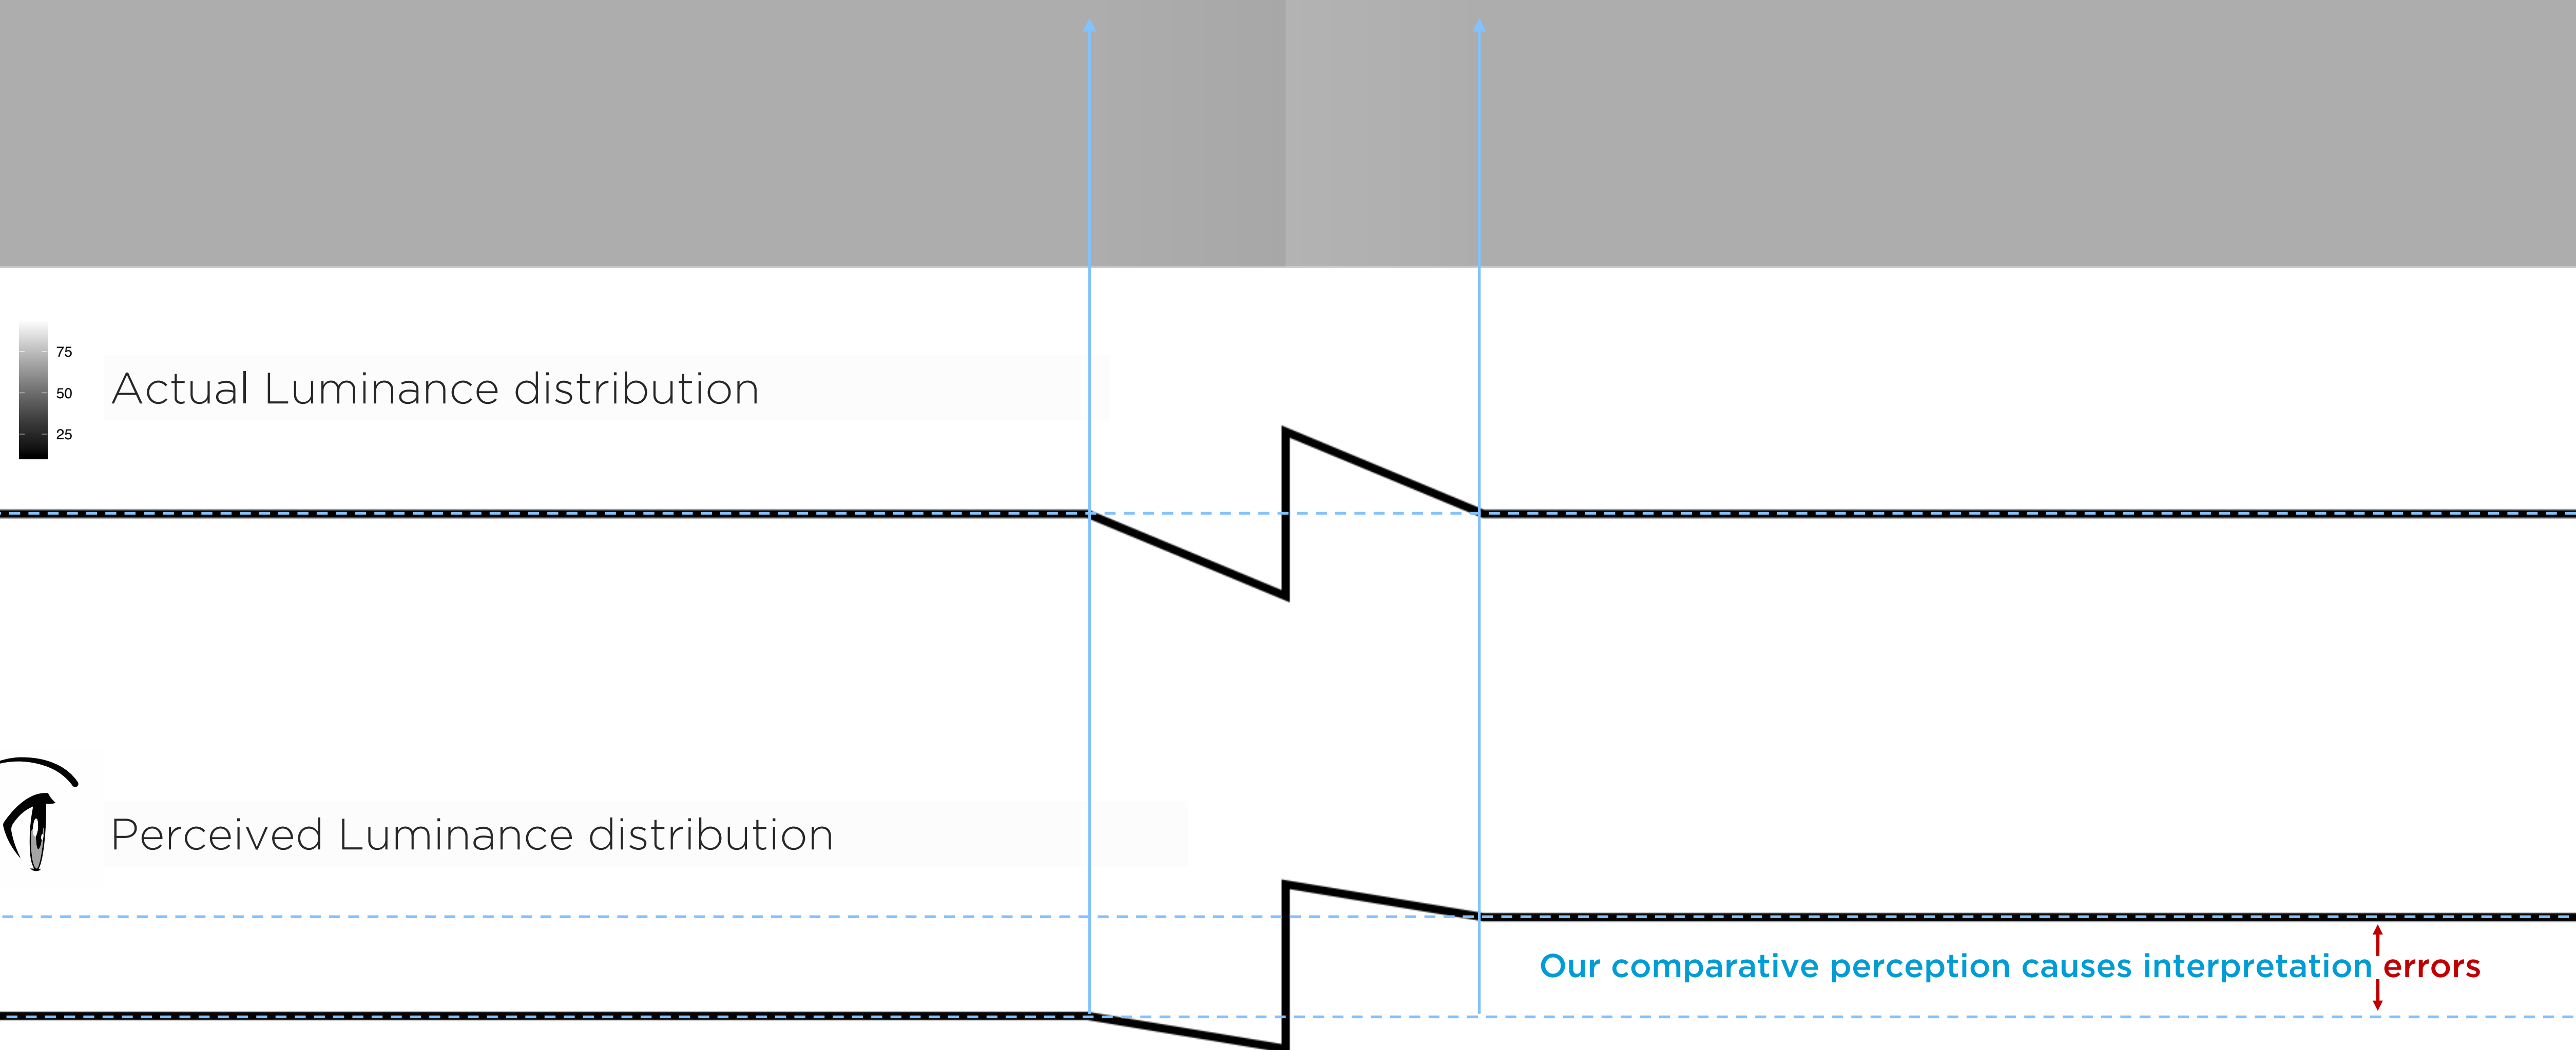 75
Actual Luminance distribution
50
25
Perceived Luminance distribution
Our comparative perception causes interpretation errors